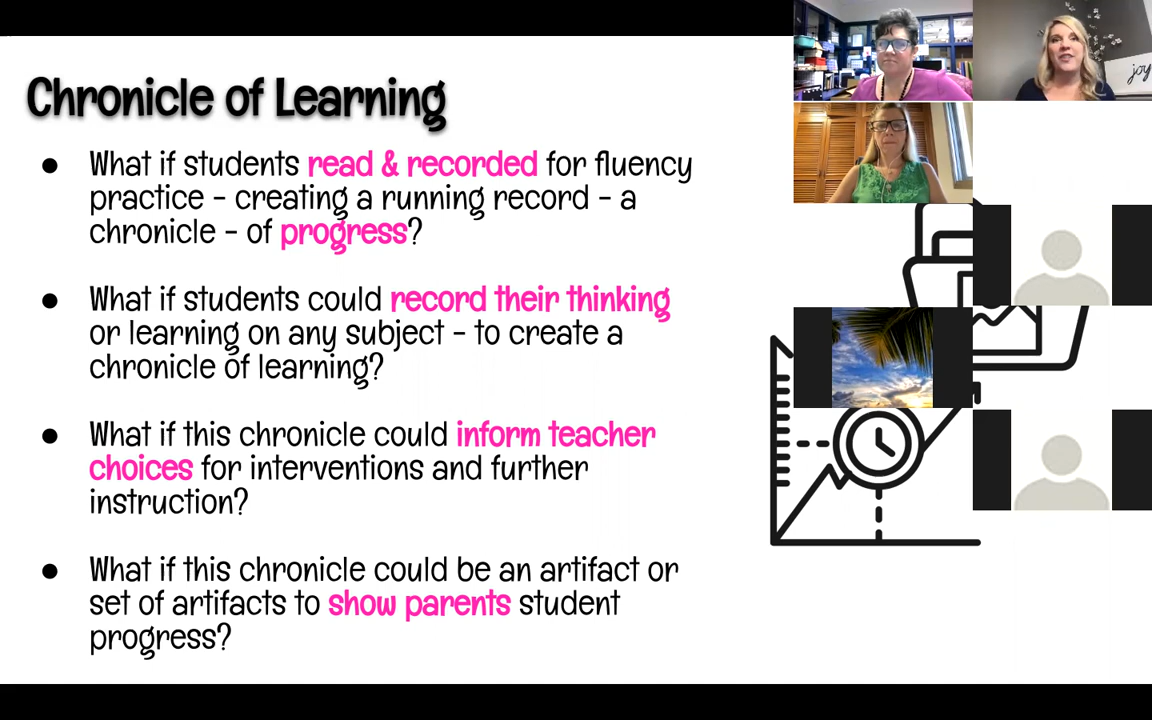 Chronicle of Learning
● What if students read & recorded for fluency
practice - creating a running record - a
chronicle - of progress?
● What if students could record their thinking
or learning on any subject - to create a
chronicle of learning?
● What if this chronicle could inform teacher
choices for interventions and further
instruction?
● What if this chronicle could be an artifact or
set of artifacts to show parents student
progress?
joy